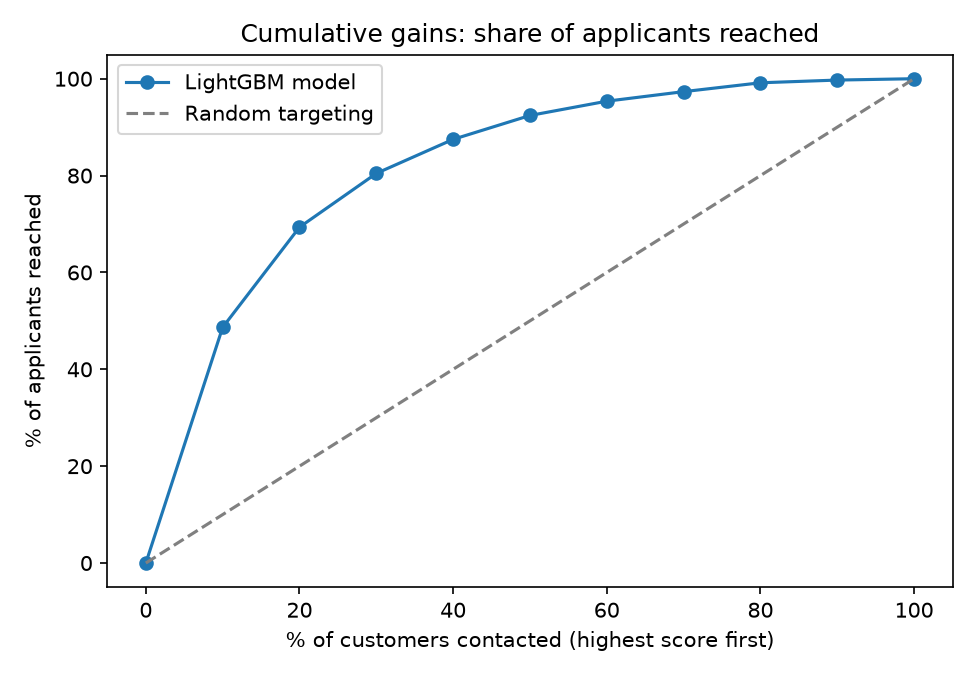 Cumulative gains: share of applicants reached
LightGBM model
Random targeting
% of applicants reached
100
80
60
40
20
0
0 20 40 60 80 100
% of customers contacted (highest score first)